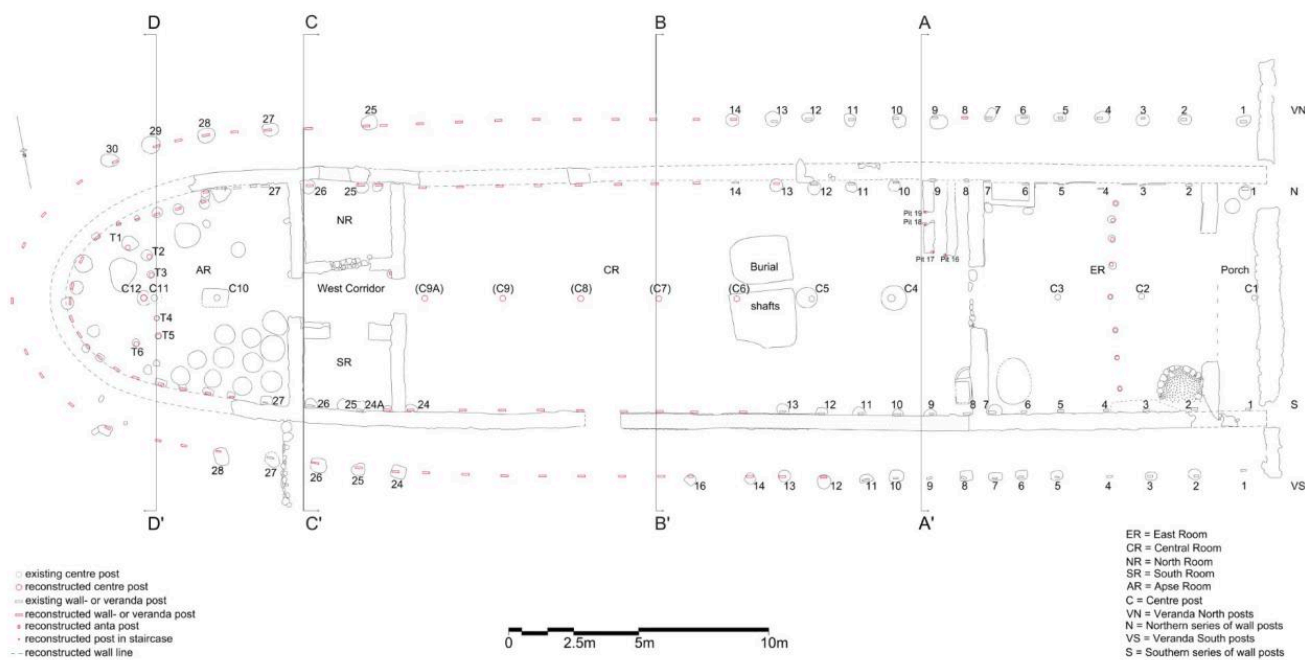 D C B A
25
14 13 12 11 10 9 8 7 6 5 4 3 2 1 VN
30 29 28 27
27 26 25 14 13 12 11 10 9 8 7 6 5 4 3 2 1 N
NR
Pit 19
Pit 18
Pit 17 Pit 16
T1
T2
T3
AR CR Burial ER Porch
C12 C11 C10 West Corridor (C9A) (C9) (C8) (C7) (C6) C5 C4 C3 C2 C1
shafts
T4
T5
T6
SR
27 26 25 24A 24 13 12 11 10 9 8 7 6 5 4 3 2 1 S
28 27 26 25 24 16 14 13 12 11 10 9 8 7 6 5 4 3 2 1 VS
D' C' B' A'
existing centre post
reconstructed centre post
existing wall- or veranda post
reconstructed wall- or veranda post
reconstructed anta post
reconstructed post in staircase
reconstructed wall line
0 2.5m 5m 10m
ER = East Room
CR = Central Room
NR = North Room
SR = South Room
AR = Apse Room
C = Centre post
VN = Veranda North posts
N = Northern series of wall posts
VS = Veranda South posts
S = Southern series of wall posts